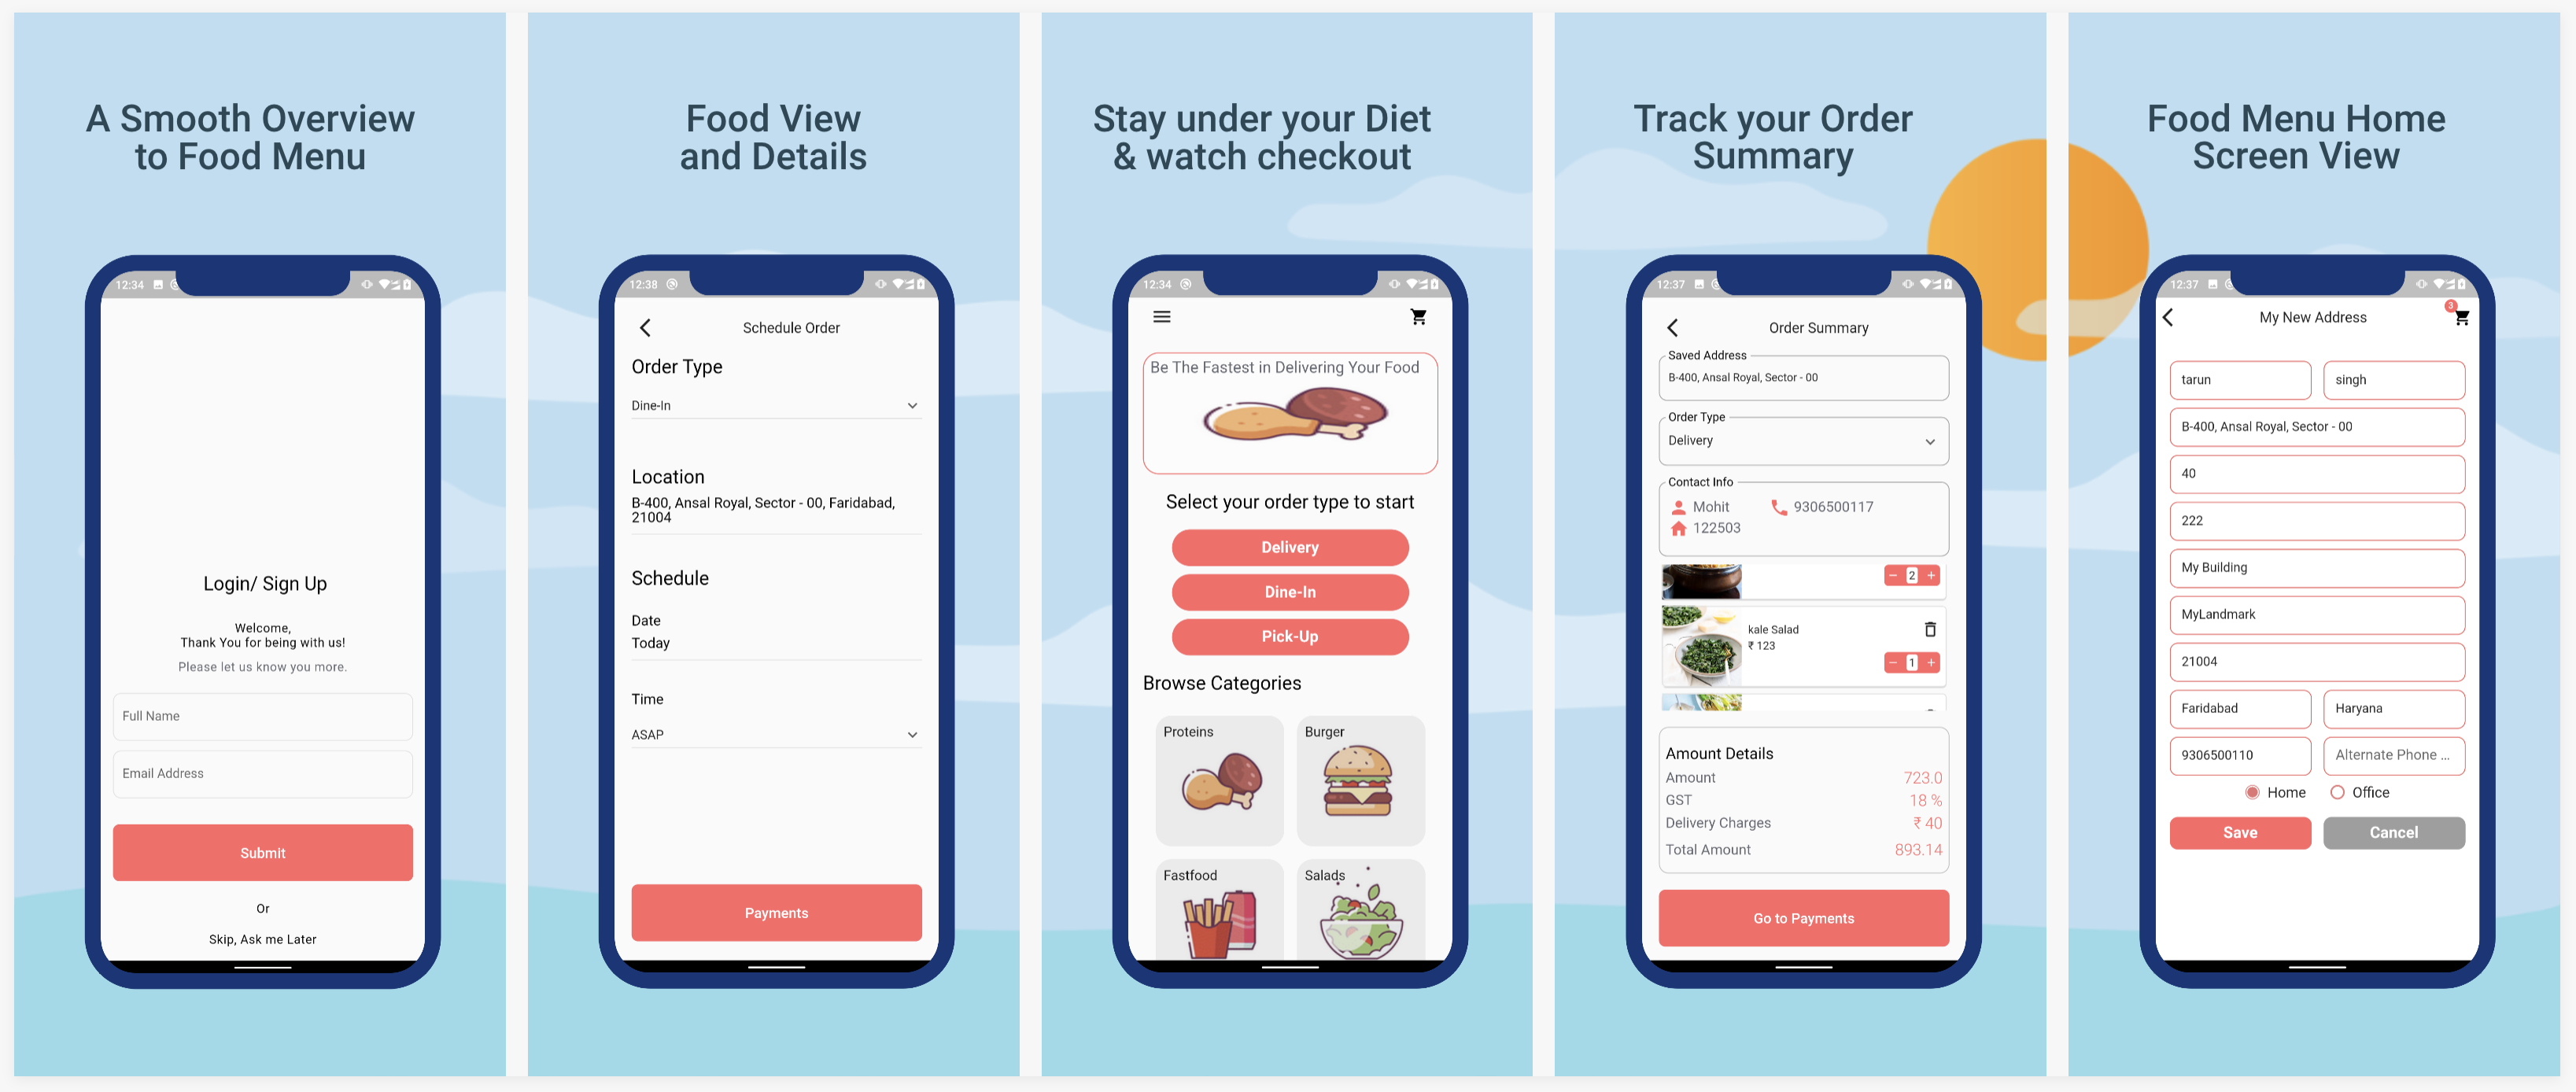 A Smooth Overview
to Food Menu
12:34
Login/ Sign Up
Welcome,
Thank You for being with us!
Please let us know you more.
Full Name
Email Address
Submit
Or
Skip, Ask me Later
Food View
and Details
12:38
Schedule Order
Order Type
Dine-In
Location
B-400, Ansal Royal, Sector - 00, Faridabad,
21004
Schedule
Date
Today
Time
ASAP
Payments
Stay under your Diet
& watch checkout
12:34
Be The Fastest in Delivering Your Food
Select your order type to start
Delivery
Dine-In
Pick-Up
Browse Categories
Proteins
Burger
Fastfood
Salads
Track your Order
Summary
12:37
Order Summary
Saved Address
B-400, Ansal Royal, Sector - 00
Order Type
Delivery
Contact Info
Mohit
9306500117
122503
− 2 +
kale Salad
₹ 123
− 1 +
Amount Details
Amount 723.0
GST 18 %
Delivery Charges ₹ 40
Total Amount 893.14
Go to Payments
Food Menu Home
Screen View
12:37
3
My New Address
tarun singh
B-400, Ansal Royal, Sector - 00
40
222
My Building
MyLandmark
21004
Faridabad Haryana
9306500110 Alternate Phone ...
Home Office
Save Cancel